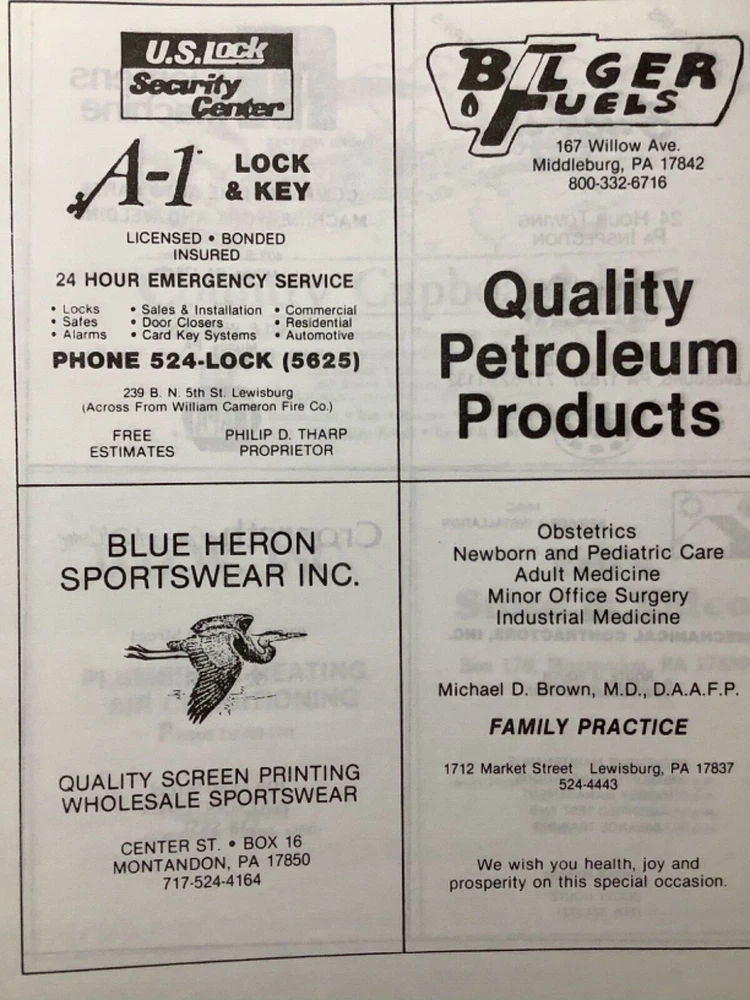 U.S. Lock
Security
Center
A-1 LOCK
& KEY
LICENSED • BONDED
INSURED
24 HOUR EMERGENCY SERVICE
• Locks • Sales & Installation • Commercial
• Safes • Door Closers • Residential
• Alarms • Card Key Systems • Automotive
PHONE 524-LOCK (5625)
239 B. N. 5th St. Lewisburg
(Across From William Cameron Fire Co.)
FREE PHILIP D. THARP
ESTIMATES PROPRIETOR
BILGER
FUELS
167 Willow Ave.
Middleburg, PA 17842
800-332-6716
Quality
Petroleum
Products
BLUE HERON
SPORTSWEAR INC.
QUALITY SCREEN PRINTING
WHOLESALE SPORTSWEAR
CENTER ST. • BOX 16
MONTANDON, PA 17850
717-524-4164
Obstetrics
Newborn and Pediatric Care
Adult Medicine
Minor Office Surgery
Industrial Medicine
Michael D. Brown, M.D., D.A.A.F.P.
FAMILY PRACTICE
1712 Market Street Lewisburg, PA 17837
524-4443
We wish you health, joy and
prosperity on this special occasion.